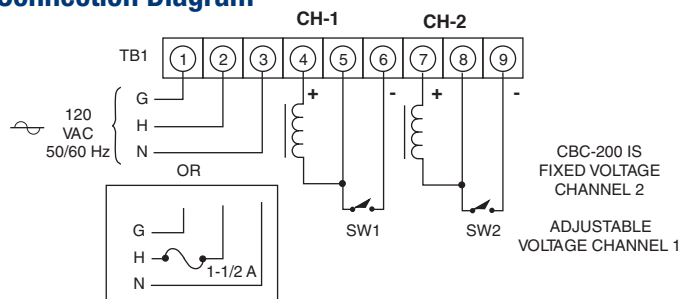 Connection Diagram
CH-1 CH-2
TB1 1 2 3 4 5 6 7 8 9
+ - + -
G
120 H
VAC
50/60 Hz N
OR
SW1 SW2
G
H
1-1/2 A
N
CBC-200 IS
FIXED VOLTAGE
CHANNEL 2
ADJUSTABLE
VOLTAGE CHANNEL 1